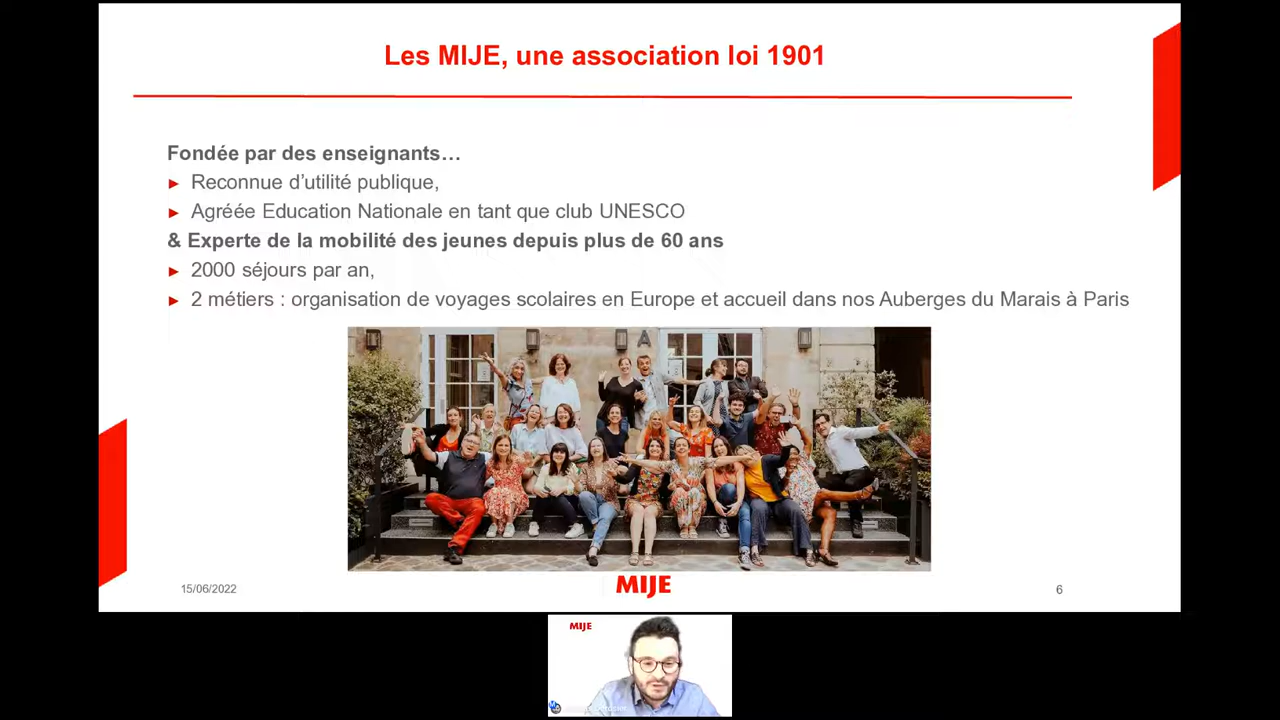 Les MIJE, une association loi 1901
Fondée par des enseignants…
► Reconnue d’utilité publique,
► Agréée Education Nationale en tant que club UNESCO
& Experte de la mobilité des jeunes depuis plus de 60 ans
► 2000 séjours par an,
► 2 métiers : organisation de voyages scolaires en Europe et accueil dans nos Auberges du Marais à Paris
A
15/06/2022
MIJE
6
MIJE